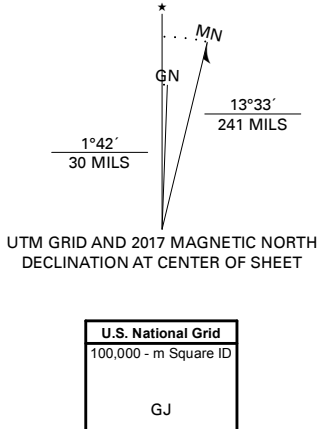 ★
MN
GN
13°33´
241 MILS
1°42´
30 MILS
UTM GRID AND 2017 MAGNETIC NORTH
DECLINATION AT CENTER OF SHEET
U.S. National Grid
100,000 - m Square ID
GJ